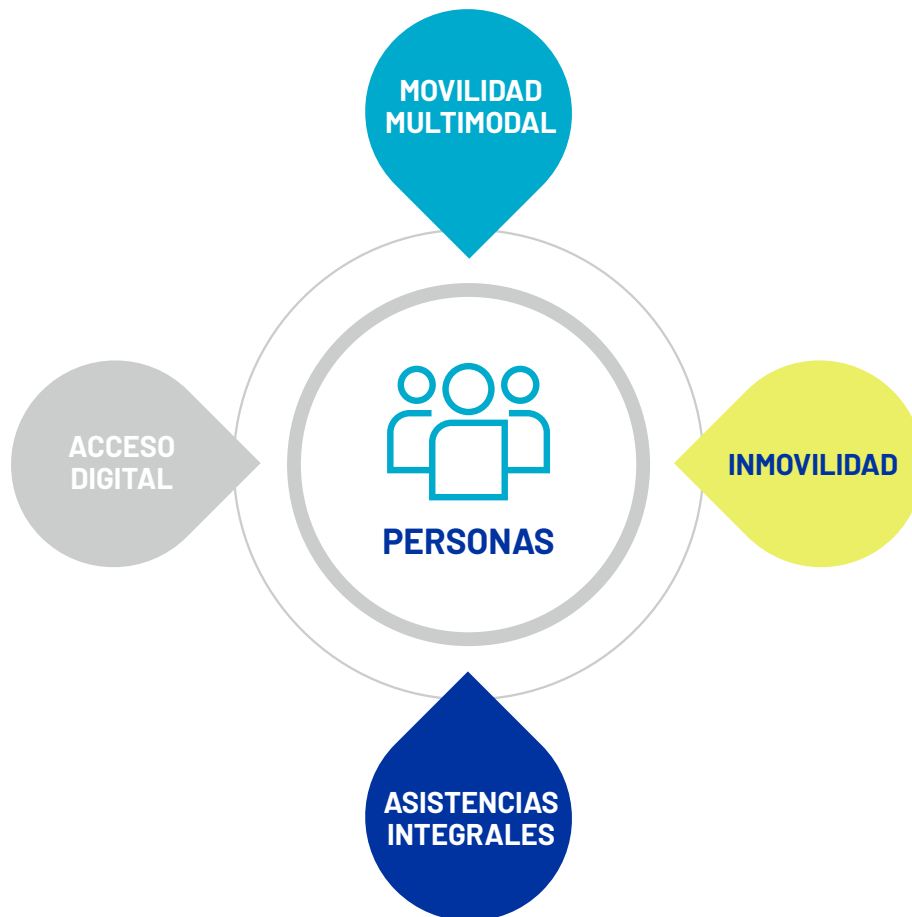 MOVILIDAD
MULTIMODAL
ACCESO
DIGITAL
INMOVILIDAD
PERSONAS
ASISTENCIAS
INTEGRALES